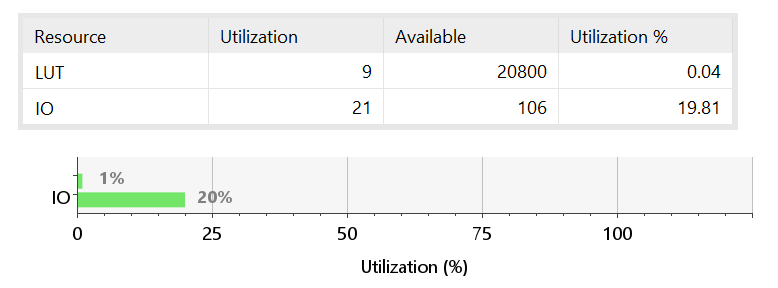 Resource Utilization Available Utilization %
LUT 9 20800 0.04
IO 21 106 19.81
1%
IO 20%
0 25 50 75 100
Utilization (%)